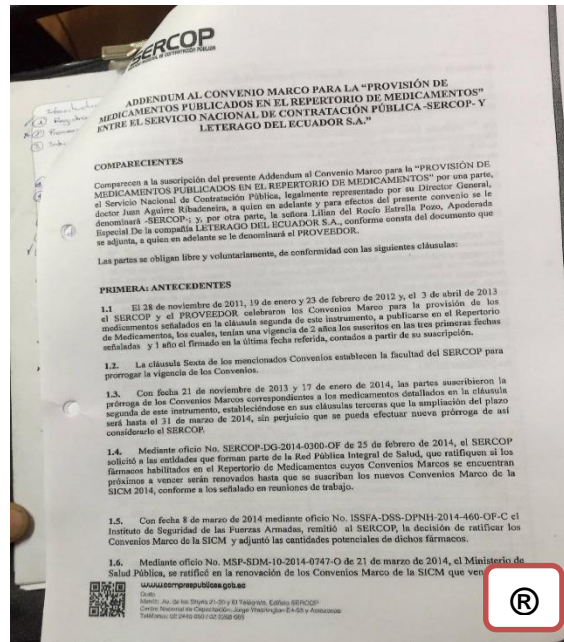 SERCOP
ADDENDUM AL CONVENIO MARCO PARA LA "PROVISIÓN DE
MEDICAMENTOS PUBLICADOS EN EL REPERTORIO DE MEDICAMENTOS"
ENTRE EL SERVICIO NACIONAL DE CONTRATACIÓN PÚBLICA -SERCOP- Y
LETERAGO DEL ECUADOR S.A."
COMPARECIENTES
Comparecen a la suscripción del presente Addendum al Convenio Marco para la "PROVISIÓN DE
MEDICAMENTOS PUBLICADOS EN EL REPERTORIO DE MEDICAMENTOS" por una parte,
el Servicio Nacional de Contratación Pública, legalmente representado por su Director General,
doctor Juan Aguirre Ribadeneira, a quien en adelante y para efectos del presente convenio se le
denominará -SERCOP-; y, por otra parte, la señora Lilian del Rocío Estrella Pozo, Apoderada
Especial De la compañía LETERAGO DEL ECUADOR S.A., conforme consta del documento que
se adjunta, a quien en adelante se le denominará el PROVEEDOR.
Las partes se obligan libre y voluntariamente, de conformidad con las siguientes cláusulas:
PRIMERA: ANTECEDENTES
1.1 El 28 de noviembre de 2011, 19 de enero y 23 de febrero de 2012 y, el 3 de abril de 2013
el SERCOP y el PROVEEDOR celebraron los Convenios Marco para la provisión de los
medicamentos señalados en la cláusula segunda de este instrumento, a publicarse en el Repertorio
de Medicamentos, los cuales, tenían una vigencia de 2 años los suscritos en las tres primeras fechas
señaladas y 1 año el firmado en la última fecha referida, contados a partir de su suscripción.
1.2. La cláusula Sexta de los mencionados Convenios establecen la facultad del SERCOP para
prorrogar la vigencia de los Convenios.
1.3. Con fecha 21 de noviembre de 2013 y 17 de enero de 2014, las partes suscribieron la
prórroga de los Convenios Marcos correspondientes a los medicamentos detallados en la cláusula
segunda de este instrumento, estableciéndose en sus cláusulas terceras que la ampliación del plazo
será hasta el 31 de marzo de 2014, sin perjuicio que se pueda efectuar nueva prórroga de así
considerarlo el SERCOP.
1.4. Mediante oficio No. SERCOP-DG-2014-0300-OF de 25 de febrero de 2014, el SERCOP
solicitó a las entidades que forman parte de la Red Pública Integral de Salud, que ratifiquen si los
fármacos habilitados en el Repertorio de Medicamentos cuyos Convenios Marcos se encuentran
próximos a vencer serán renovados hasta que se suscriban los nuevos Convenios Marco de la
SICM 2014, conforme a los señalado en reuniones de trabajo.
1.5. Con fecha 8 de marzo de 2014 mediante oficio No. ISSFA-DSS-DPNH-2014-460-OF-C el
Instituto de Seguridad de las Fuerzas Armadas, remitió al SERCOP, la decisión de ratificar los
Convenios Marco de la SICM y adjuntó las cantidades potenciales de dichos fármacos.
1.6. Mediante oficio No. MSP-SDM-10-2014-0747-O de 21 de marzo de 2014, el Ministerio de
Salud Pública, se ratificó en la renovación de los Convenios Marco de la SICM que ven
www.compraspublicas.gob.ec
Quito
Matriz: Av. de los Shyris 21-20 y El Telégrafo, Edificio SERCOP
Centro Nacional de Capacitación: Jorge Washington E4-54 y Amazonas
®